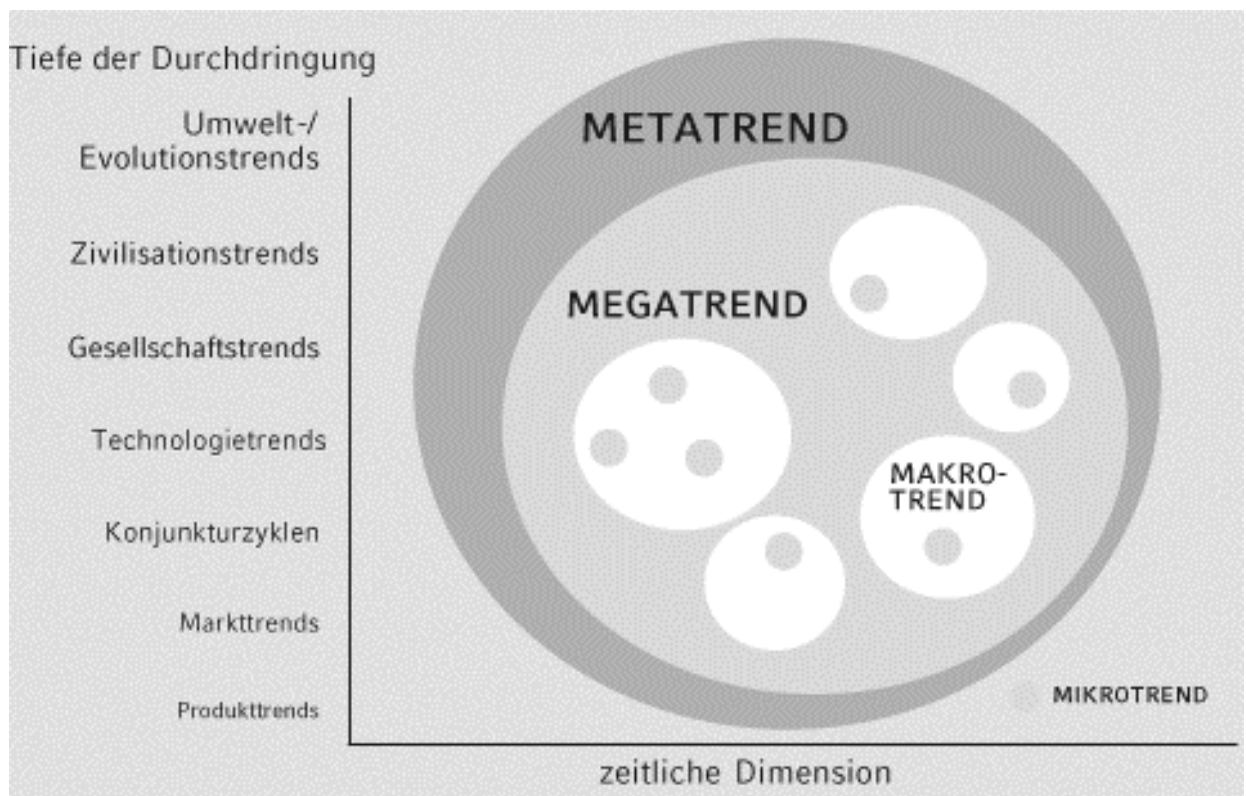 Tiefe der Durchdringung
Umwelt-/
Evolutionstrends
Zivilisationstrends
Gesellschaftstrends
Technologietrends
Konjunkturzyklen
Markttrends
Produkttrends
METATREND
MEGATREND
MAKRO-
TREND
MIKROTREND
zeitliche Dimension